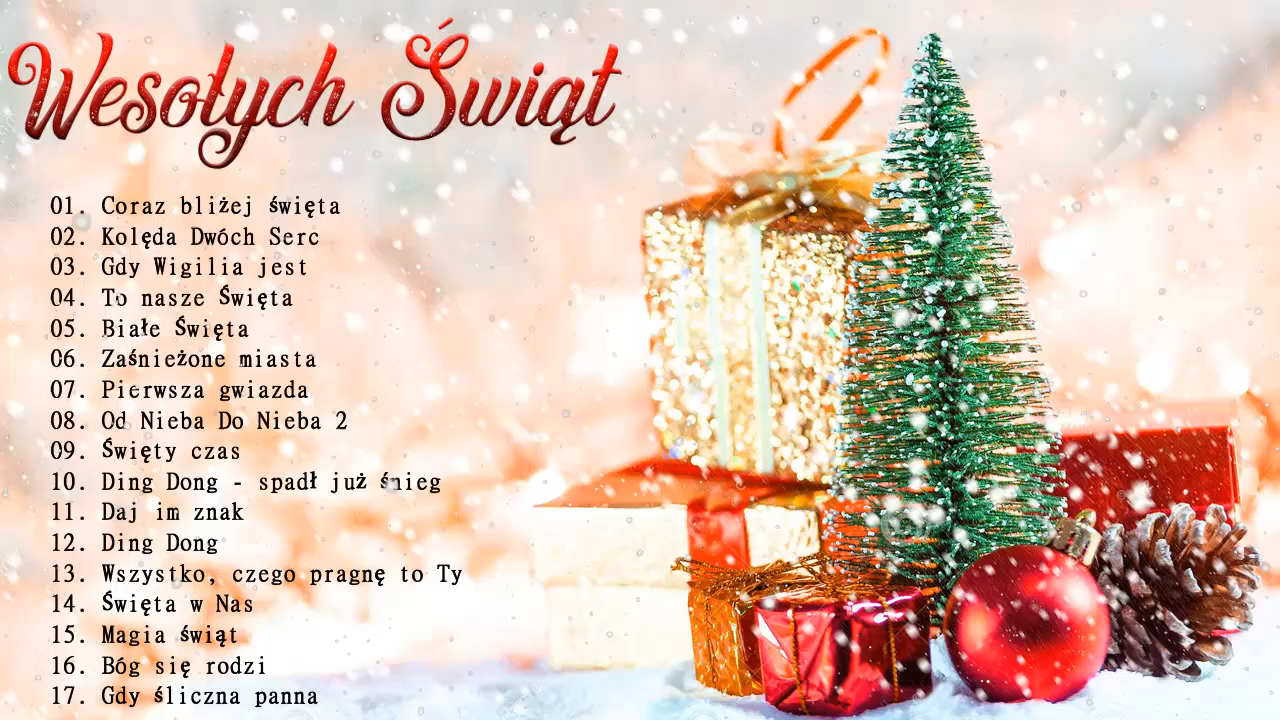 Wesołych Świąt
01. Coraz bliżej święta
02. Kolęda Dwóch Serc
03. Gdy Wigilia jest
04. To nasze Święta
05. Białe Święta
06. Zaśnieżone miasta
07. Pierwsza gwiazda
08. Od Nieba Do Nieba 2
09. Święty czas
10. Ding Dong - spadł już śnieg
11. Daj im znak
12. Ding Dong
13. Wszystko, czego pragnę to Ty
14. Święta w Nas
15. Magia świąt
16. Bóg się rodzi
17. Gdy śliczna panna